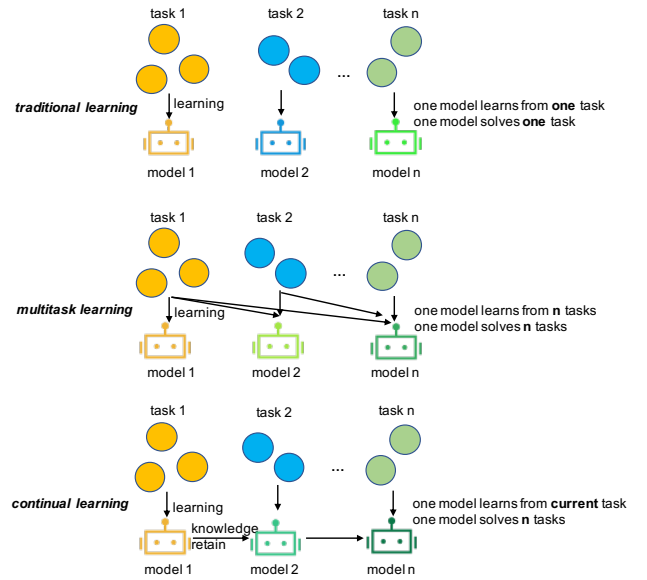 task 1
task 2
task n
...
learning
traditional learning
one model learns from one task
one model solves one task
model 1
model 2
model n
task 1
task 2
task n
...
learning
multitask learning
one model learns from n tasks
one model solves n tasks
model 1
model 2
model n
task 1
task 2
task n
...
continual learning
learning
one model learns from current task
one model solves n tasks
knowledge
retain
model 1
model 2
model n